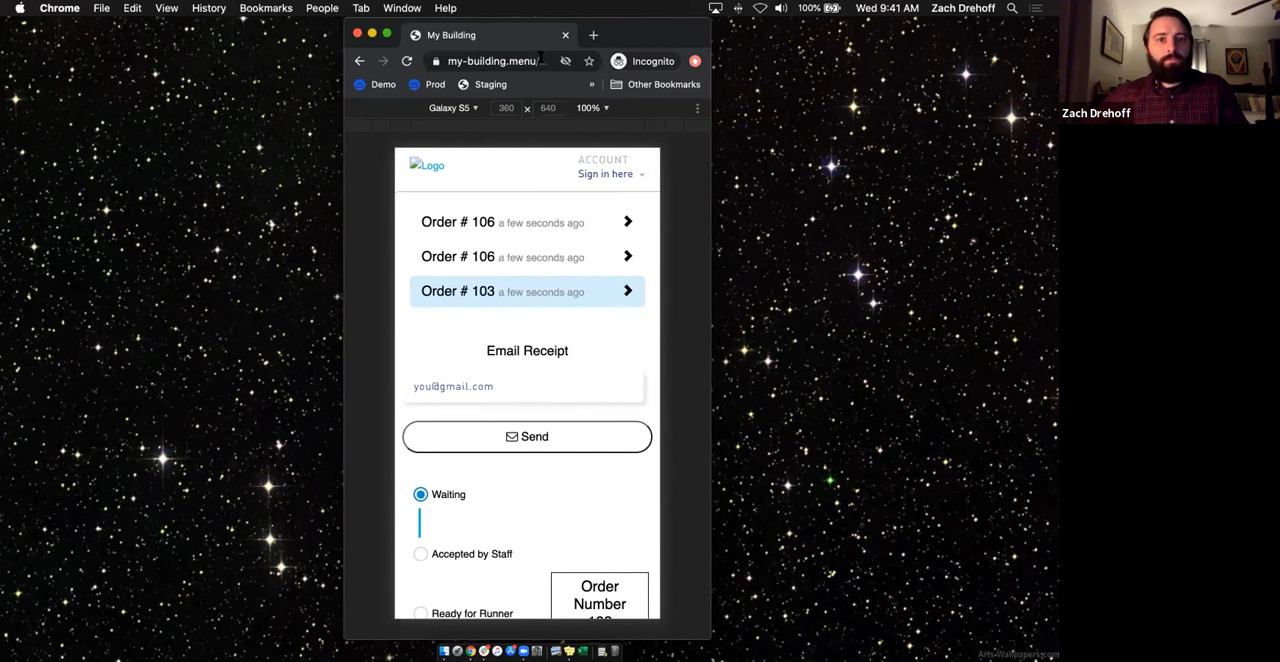 Chrome File Edit View History Bookmarks People Tab Window Help
100% Wed 9:41 AM Zach Drehoff
My Building
my-building.menu/...
Incognito
Demo Prod Staging » Other Bookmarks
Galaxy S5 360 × 640 100%
Logo
ACCOUNT
Sign in here
Order # 106 a few seconds ago
Order # 106 a few seconds ago
Order # 103 a few seconds ago
Email Receipt
you@gmail.com
Send
Waiting
Accepted by Staff
Ready for Runner
Order
Number
Zach Drehoff
Arts-Wallpapers.com